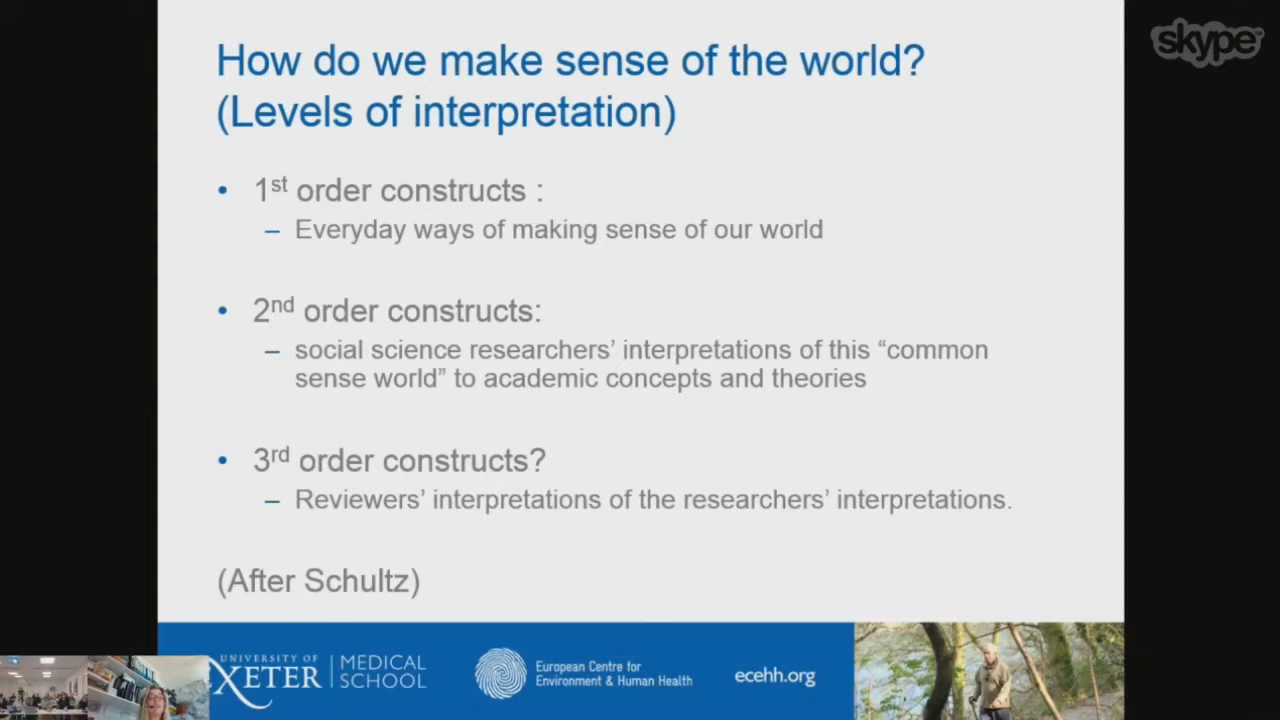 skype™
How do we make sense of the world?
(Levels of interpretation)
• 1st order constructs :
– Everyday ways of making sense of our world
• 2nd order constructs:
– social science researchers’ interpretations of this “common
sense world” to academic concepts and theories
• 3rd order constructs?
– Reviewers’ interpretations of the researchers’ interpretations.
(After Schultz)
UNIVERSITY OF
EXETER
MEDICAL
SCHOOL
European Centre for
Environment & Human Health
ecehh.org